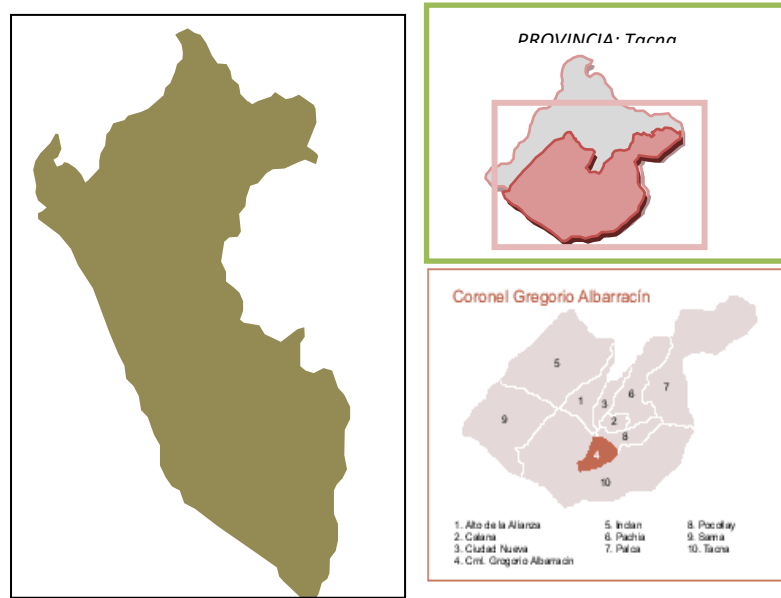 PROVINCIA: Tacna
Coronel Gregorio Albarracín
5
6
7
1
3
2
9
8
4
10
1. Alto de la Alianza
2. Calana
3. Ciudad Nueva
4. Crnl. Gregorio Albarracín
5. Inclan
6. Pachia
7. Palca
8. Pocollay
9. Sama
10. Tacna